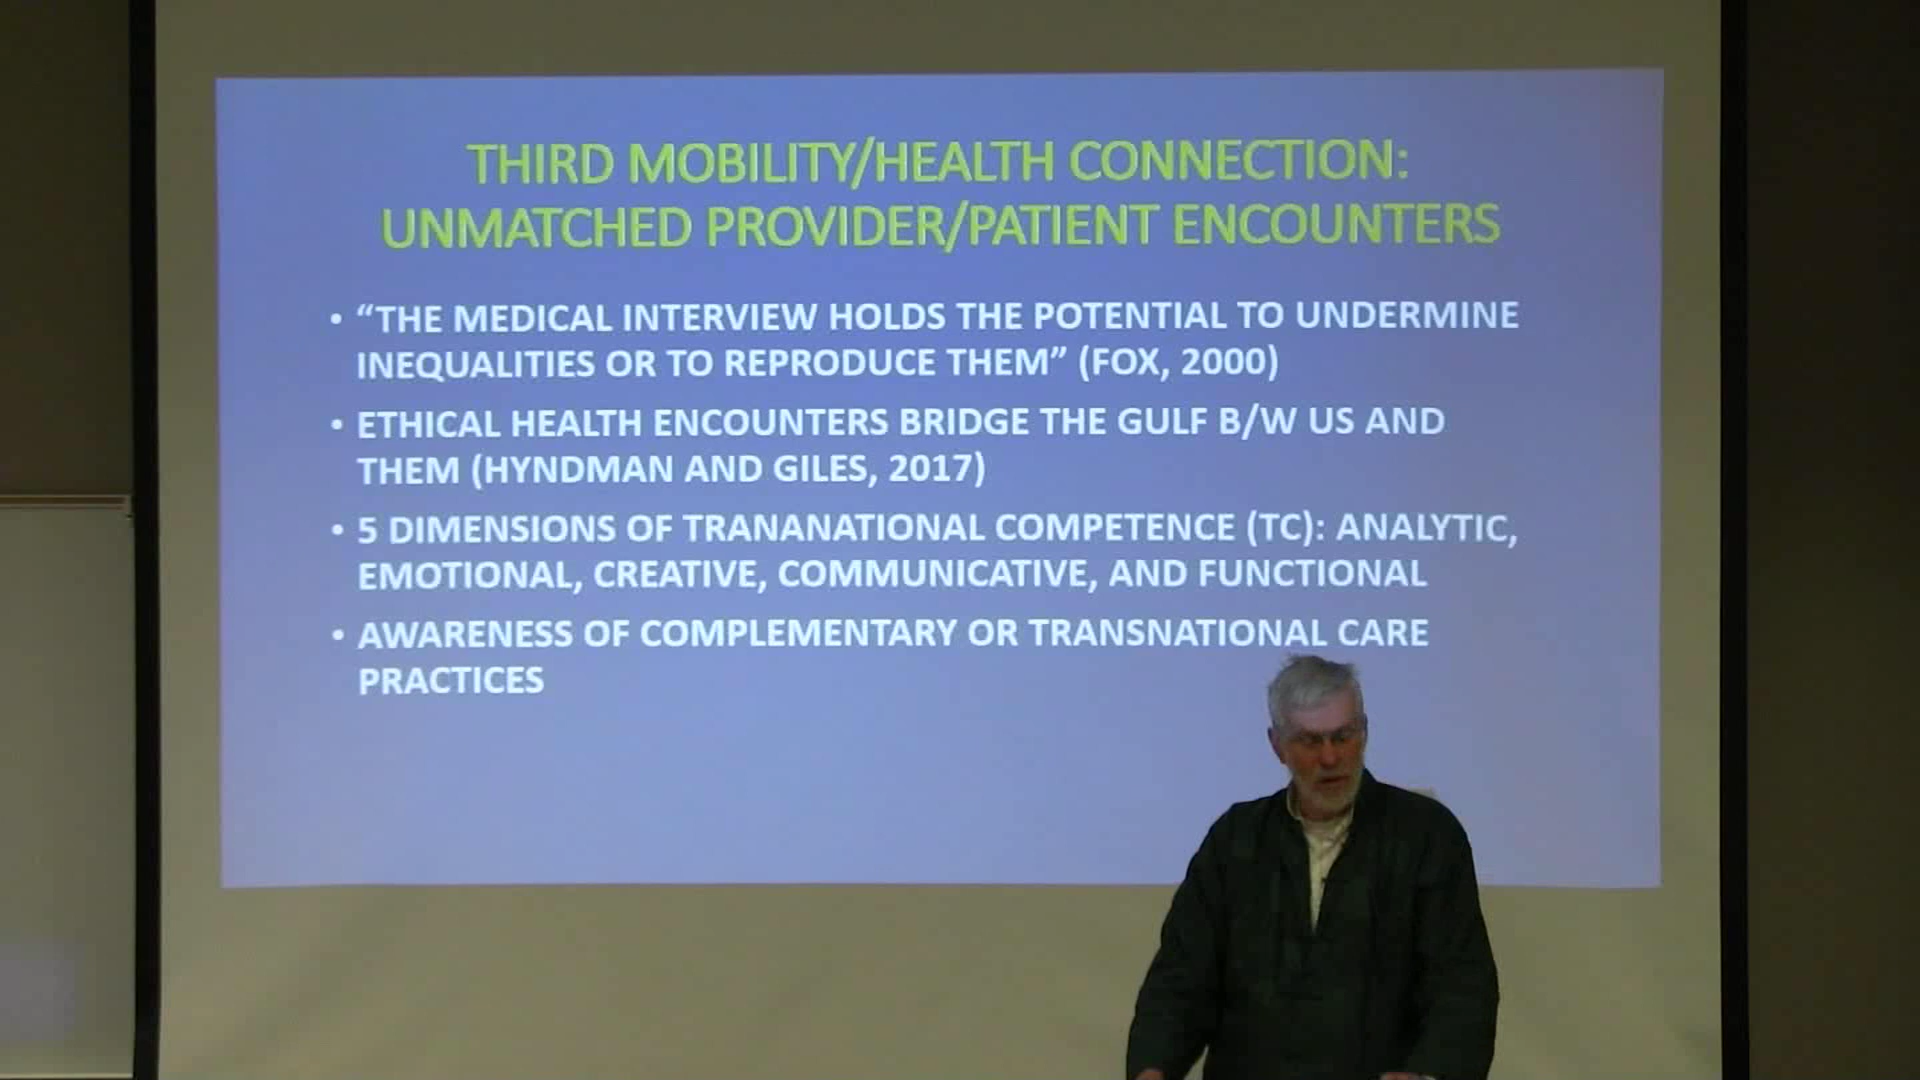 THIRD MOBILITY/HEALTH CONNECTION:
UNMATCHED PROVIDER/PATIENT ENCOUNTERS
• “THE MEDICAL INTERVIEW HOLDS THE POTENTIAL TO UNDERMINE
INEQUALITIES OR TO REPRODUCE THEM” (FOX, 2000)
• ETHICAL HEALTH ENCOUNTERS BRIDGE THE GULF B/W US AND
THEM (HYNDMAN AND GILES, 2017)
• 5 DIMENSIONS OF TRANANATIONAL COMPETENCE (TC): ANALYTIC,
EMOTIONAL, CREATIVE, COMMUNICATIVE, AND FUNCTIONAL
• AWARENESS OF COMPLEMENTARY OR TRANSNATIONAL CARE
PRACTICES